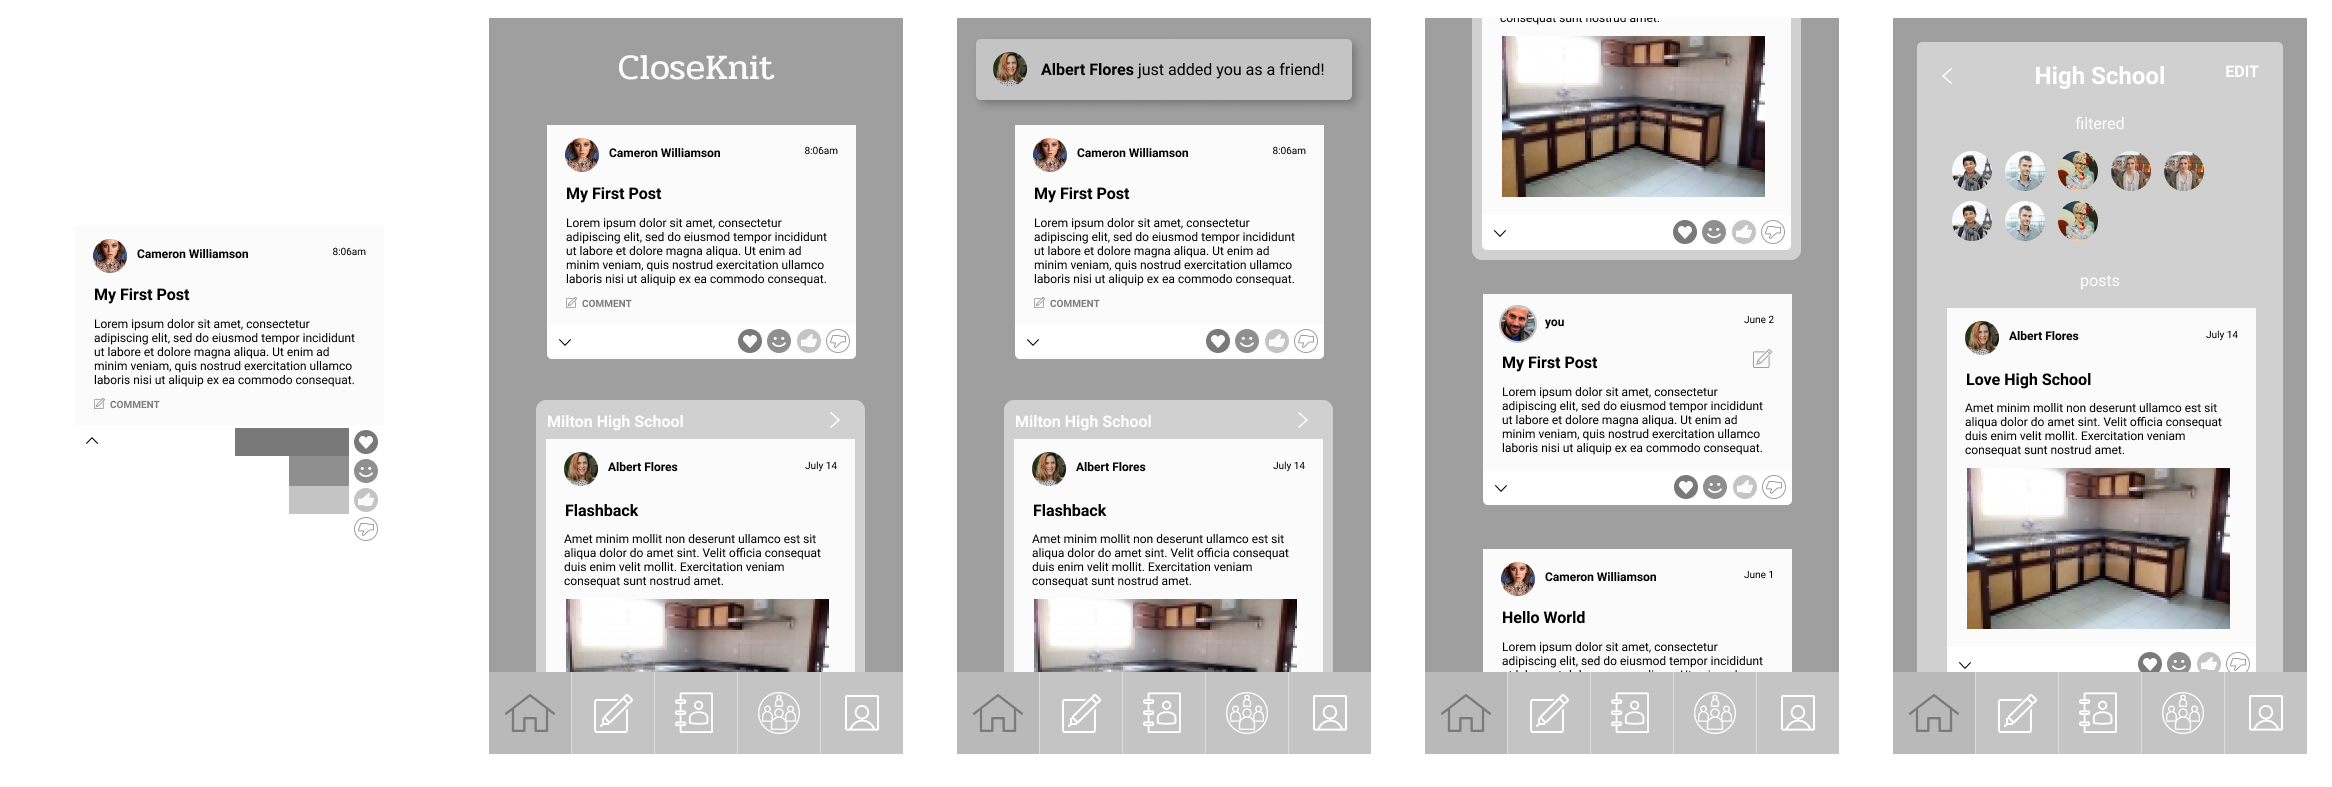 Cameron Williamson
8:06am
My First Post
Lorem ipsum dolor sit amet, consectetur
adipiscing elit, sed do eiusmod tempor incididunt
ut labore et dolore magna aliqua. Ut enim ad
minim veniam, quis nostrud exercitation ullamco
laboris nisi ut aliquip ex ea commodo consequat.
COMMENT
CloseKnit
Cameron Williamson
8:06am
My First Post
Lorem ipsum dolor sit amet, consectetur
adipiscing elit, sed do eiusmod tempor incididunt
ut labore et dolore magna aliqua. Ut enim ad
minim veniam, quis nostrud exercitation ullamco
laboris nisi ut aliquip ex ea commodo consequat.
COMMENT
Milton High School
Albert Flores
July 14
Flashback
Amet minim mollit non deserunt ullamco est sit
aliqua dolor do amet sint. Velit officia consequat
duis enim velit mollit. Exercitation veniam
consequat sunt nostrud amet.
Albert Flores just added you as a friend!
Cameron Williamson
8:06am
My First Post
Lorem ipsum dolor sit amet, consectetur
adipiscing elit, sed do eiusmod tempor incididunt
ut labore et dolore magna aliqua. Ut enim ad
minim veniam, quis nostrud exercitation ullamco
laboris nisi ut aliquip ex ea commodo consequat.
COMMENT
Milton High School
Albert Flores
July 14
Flashback
Amet minim mollit non deserunt ullamco est sit
aliqua dolor do amet sint. Velit officia consequat
duis enim velit mollit. Exercitation veniam
consequat sunt nostrud amet.
consequat sunt nostrud amet.
you
June 2
My First Post
Lorem ipsum dolor sit amet, consectetur
adipiscing elit, sed do eiusmod tempor incididunt
ut labore et dolore magna aliqua. Ut enim ad
minim veniam, quis nostrud exercitation ullamco
laboris nisi ut aliquip ex ea commodo consequat.
Cameron Williamson
June 1
Hello World
Lorem ipsum dolor sit amet, consectetur
adipiscing elit, sed do eiusmod tempor incididunt
High School
EDIT
filtered
posts
Albert Flores
July 14
Love High School
Amet minim mollit non deserunt ullamco est sit
aliqua dolor do amet sint. Velit officia consequat
duis enim velit mollit. Exercitation veniam
consequat sunt nostrud amet.